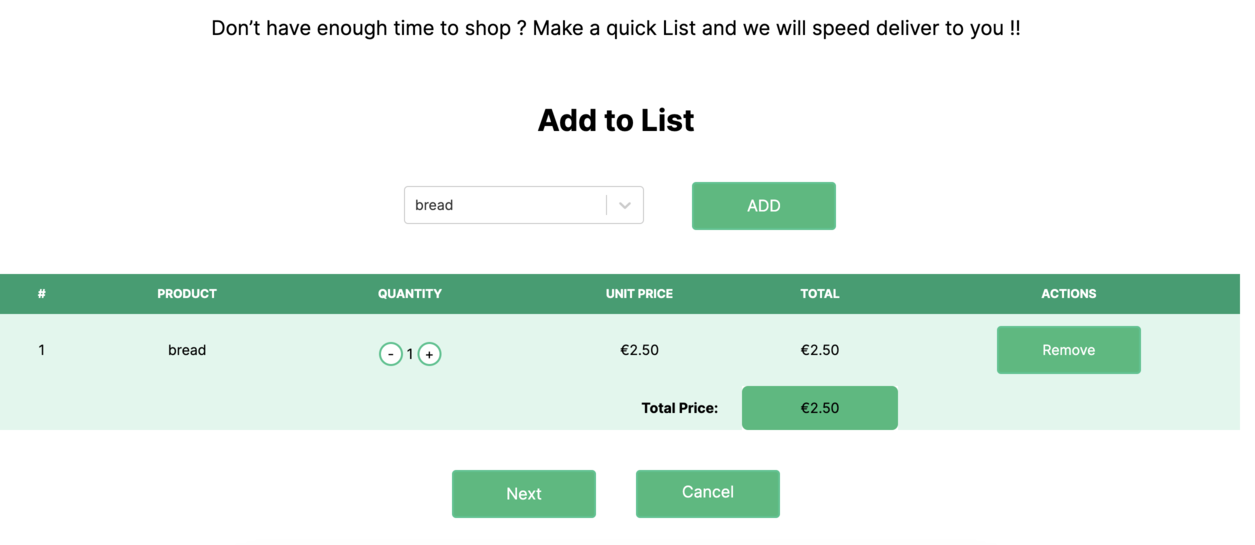 Don’t have enough time to shop ? Make a quick List and we will speed deliver to you !!
Add to List
bread ADD
# PRODUCT QUANTITY UNIT PRICE TOTAL ACTIONS
1 bread - 1 + €2.50 €2.50 Remove
Total Price: €2.50
Next Cancel